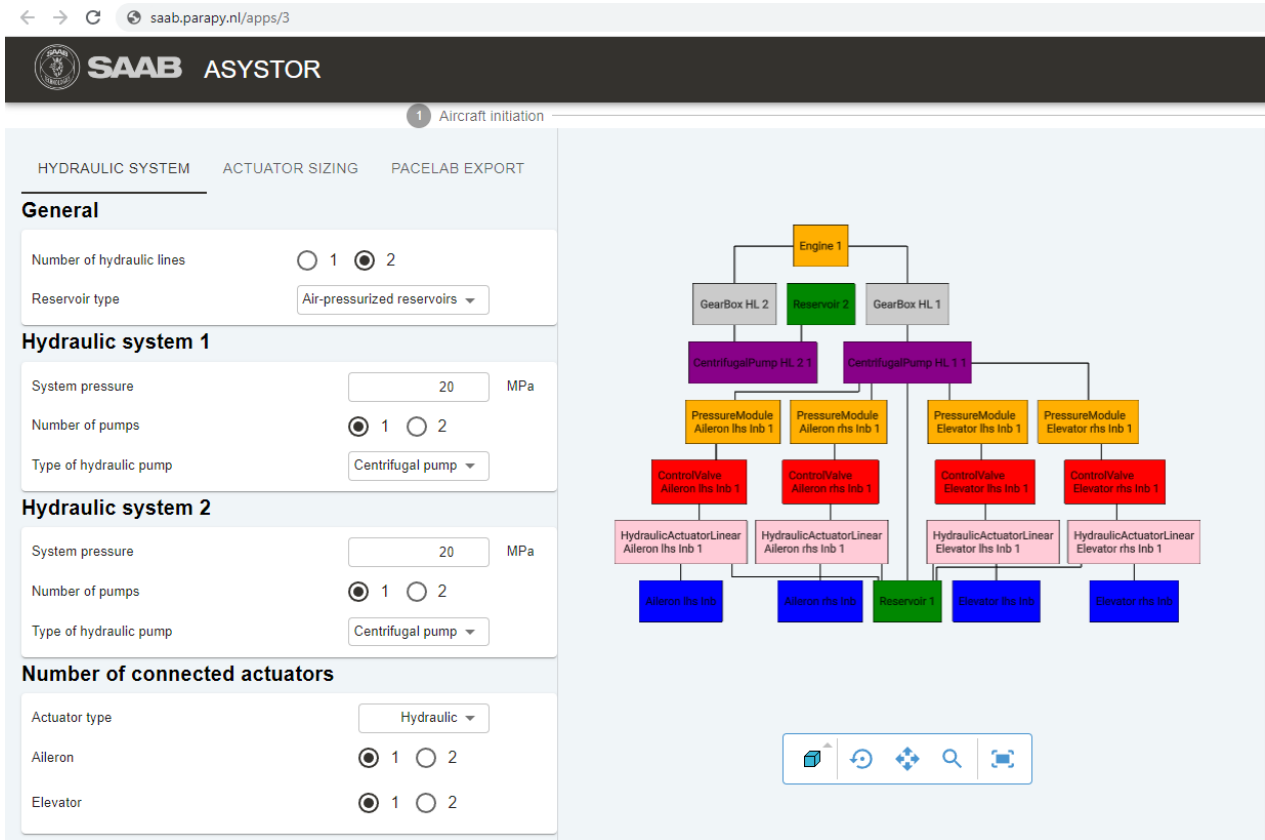 saab.parapy.nl/apps/3
SAAB ASYSTOR
1 Aircraft initiation
HYDRAULIC SYSTEM ACTUATOR SIZING PACELAB EXPORT
General
Number of hydraulic lines 1 2
Reservoir type Air-pressurized reservoirs
Hydraulic system 1
System pressure 20 MPa
Number of pumps 1 2
Type of hydraulic pump Centrifugal pump
Hydraulic system 2
System pressure 20 MPa
Number of pumps 1 2
Type of hydraulic pump Centrifugal pump
Number of connected actuators
Actuator type Hydraulic
Aileron 1 2
Elevator 1 2
Engine 1
GearBox HL 2 Reservoir 2 GearBox HL 1
CentrifugalPump HL 2 1 CentrifugalPump HL 1 1
PressureModule PressureModule PressureModule PressureModule
Aileron lhs Inb 1 Aileron rhs Inb 1 Elevator lhs Inb 1 Elevator rhs Inb 1
ControlValve ControlValve ControlValve ControlValve
Aileron lhs Inb 1 Aileron rhs Inb 1 Elevator lhs Inb 1 Elevator rhs Inb 1
HydraulicActuatorLinear HydraulicActuatorLinear HydraulicActuatorLinear HydraulicActuatorLinear
Aileron lhs Inb 1 Aileron rhs Inb 1 Elevator lhs Inb 1 Elevator rhs Inb 1
Aileron lhs Inb Aileron rhs Inb Reservoir 1 Elevator lhs Inb Elevator rhs Inb